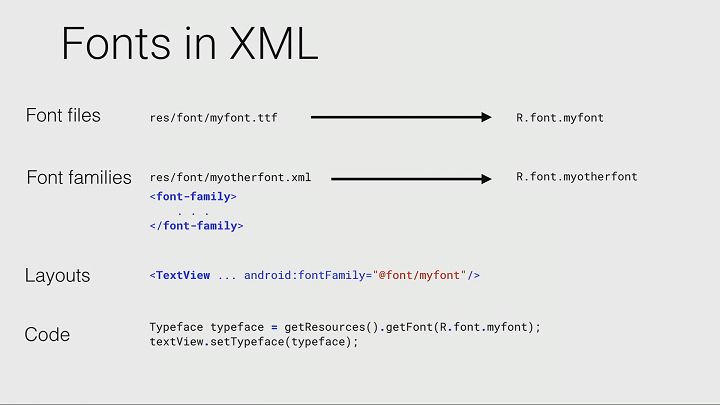 Fonts in XML
Font files res/font/myfont.ttf R.font.myfont
Font families res/font/myotherfont.xml R.font.myotherfont
<font-family>
. . .
</font-family>
Layouts <TextView ... android:fontFamily="@font/myfont"/>
Code Typeface typeface = getResources().getFont(R.font.myfont);
textView.setTypeface(typeface);